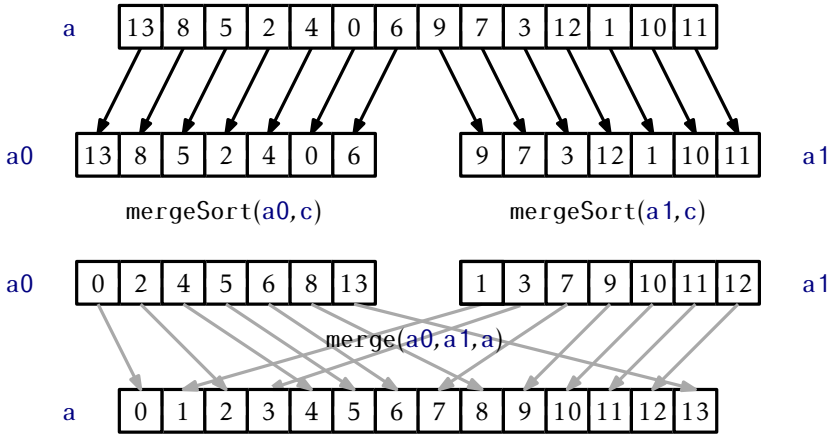 a 13 8 5 2 4 0 6 9 7 3 12 1 10 11
a0 13 8 5 2 4 0 6 9 7 3 12 1 10 11 a1
mergeSort(a0,c) mergeSort(a1,c)
a0 0 2 4 5 6 8 13 1 3 7 9 10 11 12 a1
merge(a0,a1,a)
a 0 1 2 3 4 5 6 7 8 9 10 11 12 13